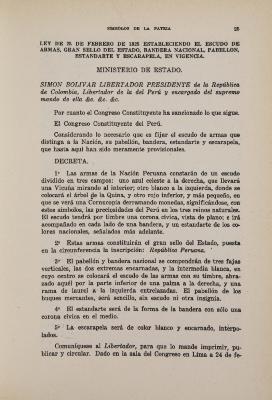 SIMBOLOS DE LA PATRIA 25
LEY DE 25 DE FEBRERO DE 1825 ESTABLECIENDO EL ESCUDO DE
ARMAS, GRAN SELLO DEL ESTADO, BANDERA NACIONAL, PABELLON,
ESTANDARTE Y ESCARAPELA, EN VIGENCIA.
MINISTERIO DE ESTADO.
SIMON BOLIVAR LIBERTADOR PRESIDENTE de la República
de Colombia, Libertador de la del Perú y encargado del supremo
mando de ella &c. &c. &c.
Por cuanto el Congreso Constituyente ha sancionado lo que sigue.
El Congreso Constituyente del Perú.
Considerando lo necesario que es fijar el escudo de armas que
distinga a la Nación, su pabellón, bandera, estandarte y escarapela,
que hasta aquí han sido meramente provisionales.
DECRETA.
1º Las armas de la Nación Peruana constarán de un escudo
dividido en tres campos: uno azul celeste a la derecha, que llevará
una Vicuña mirando al interior; otro blanco a la izquierda, donde se
colocará el árbol de la Quina, y otro rojo inferior, y más pequeño, en
que se verá una Cornucopia derramando monedas, significándose, con
estos símbolos, las preciosidades del Perú en los tres reinos naturales.
El escudo tendrá por timbre una corona cívica, vista de plano; e irá
acompañado en cada lado de una bandera, y un estandarte de los co-
lores nacionales, señalados más adelante.
2º Estas armas constituirán el gran sello del Estado, puesta
en la circunferencia la inscripción: República Peruana.
3º El pabellón y bandera nacional se compondrán de tres fajas
verticales, las dos extremas encarnadas, y la intermedia blanca, en
cuyo centro se colocará el escudo de las armas con su timbre, abra-
zado aquél por la parte inferior de una palma a la derecha, y una
rama de laurel a la izquierda entrelazadas. El pabellón de los
buques mercantes, será sencillo, sin escudo ni otra insignia.
4º El estandarte será de la forma de la bandera con sólo una
corona cívica en el medio.
5º La escarapela será de color blanco y encarnado, interpo-
lados.
Comuníquese al Libertador, para que lo mande imprimir, pu-
blicar y circular. Dado en la sala del Congreso en Lima a 24 de fe-